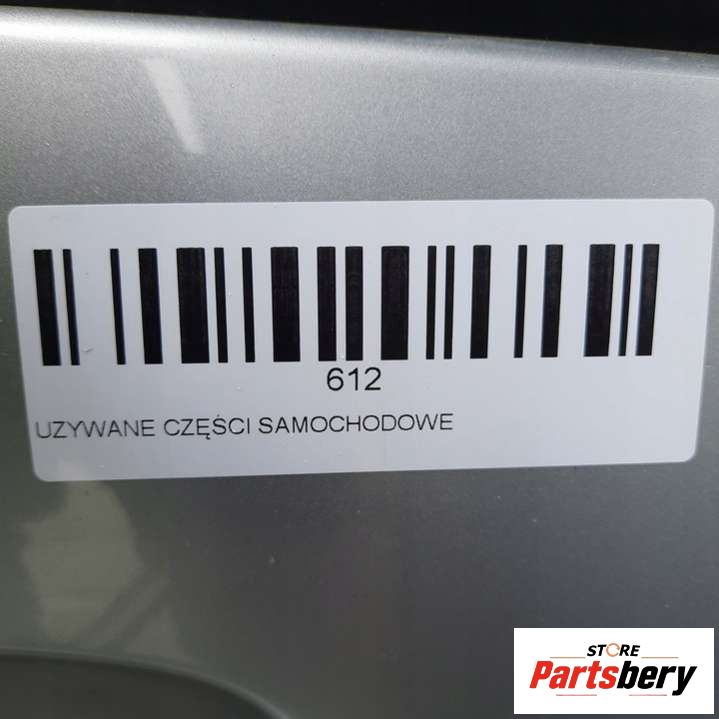 612
UZYWANE CZĘŚCI SAMOCHODOWE
STORE
Partsbery